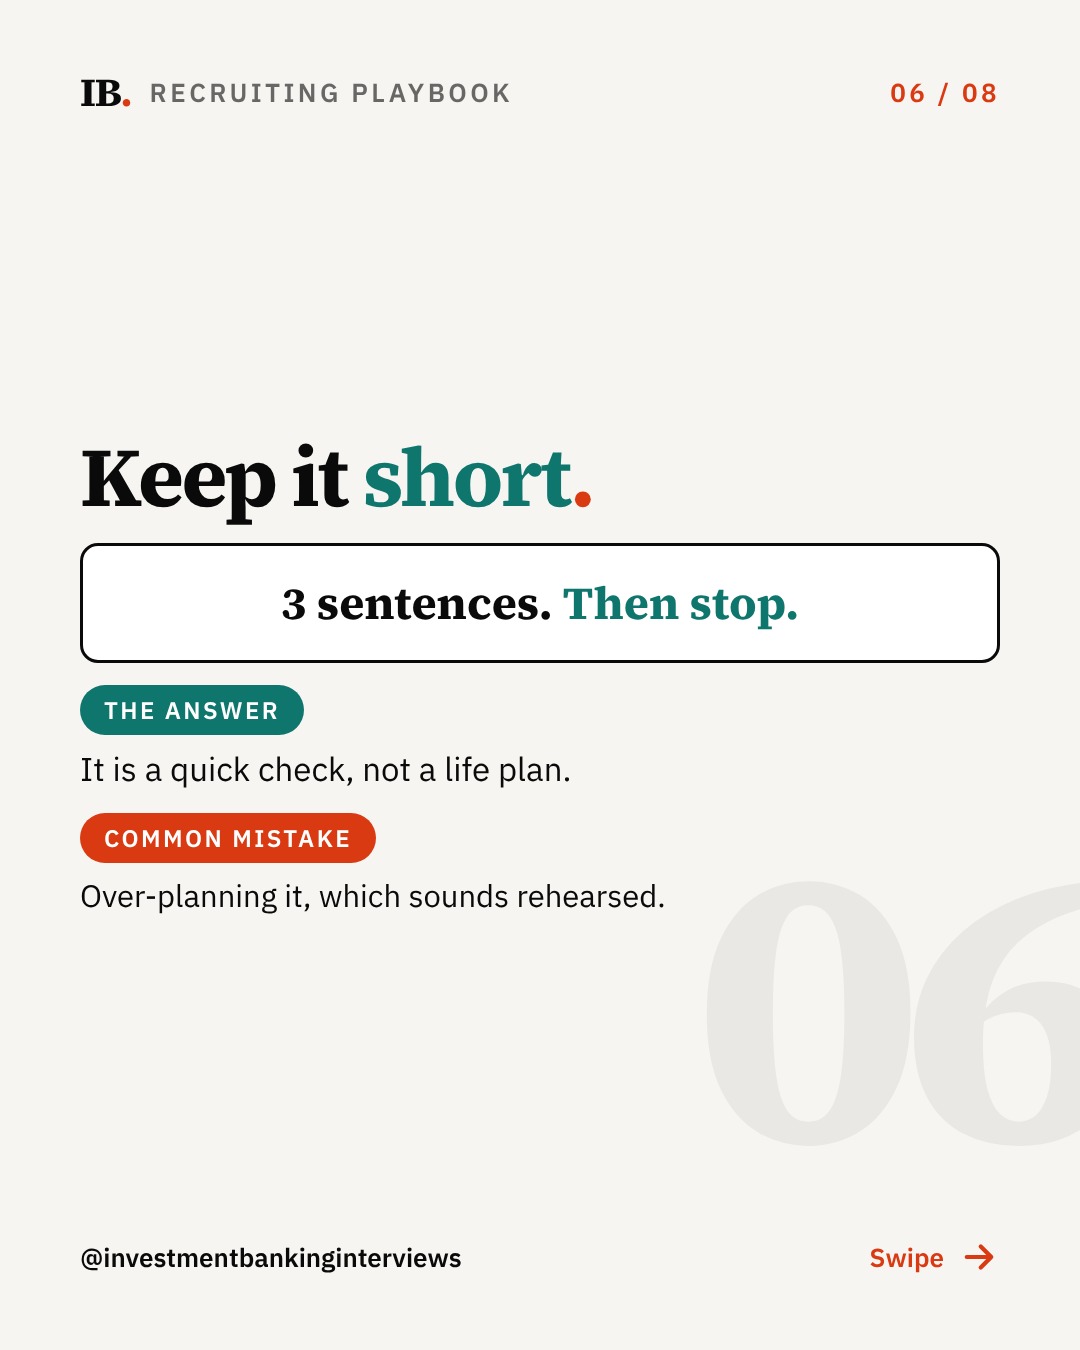 IB. RECRUITING PLAYBOOK
06 / 08
Keep it short.
3 sentences. Then stop.
THE ANSWER
It is a quick check, not a life plan.
COMMON MISTAKE
Over-planning it, which sounds rehearsed.
06
@investmentbankinginterviews
Swipe →